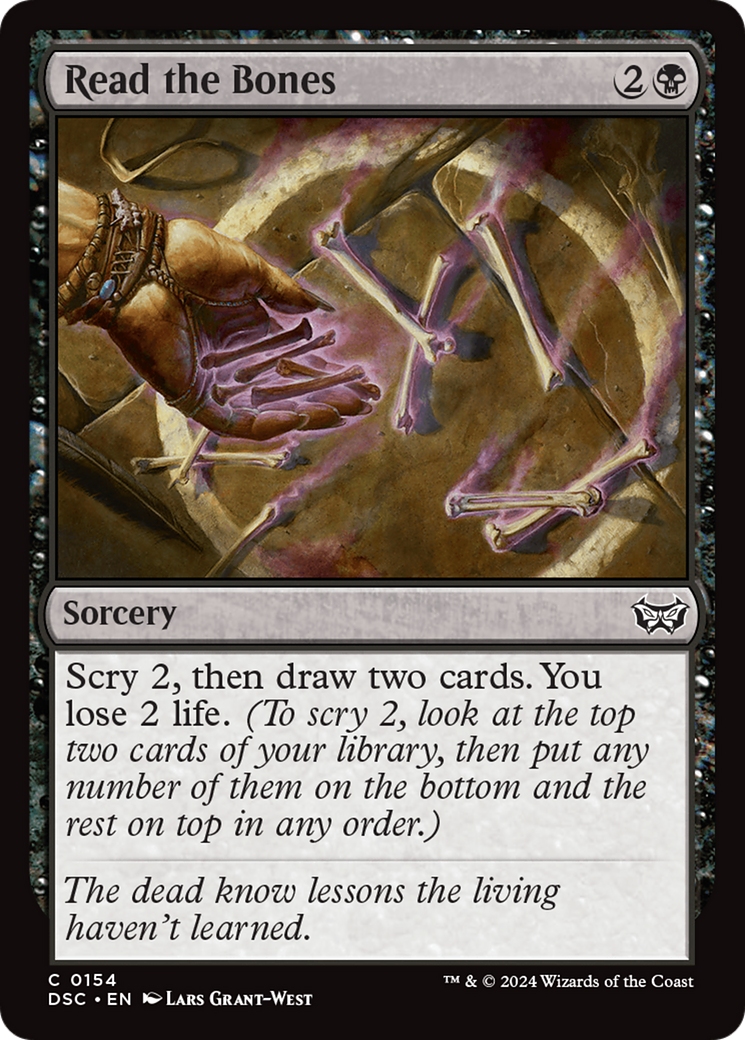 Read the Bones 2
Sorcery
Scry 2, then draw two cards. You
lose 2 life. (To scry 2, look at the top
two cards of your library, then put any
number of them on the bottom and the
rest on top in any order.)
The dead know lessons the living
haven't learned.
C 0154
DSC • EN Lars Grant-West
™ & © 2024 Wizards of the Coast